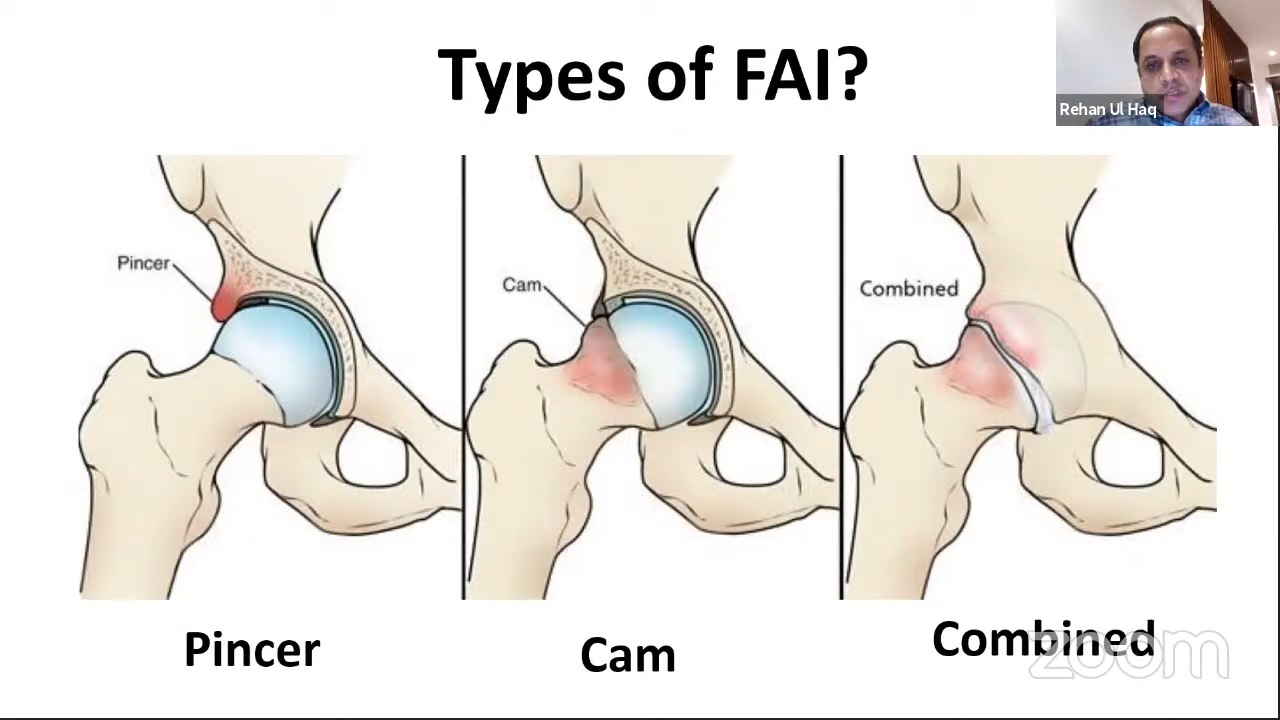 Types of FAI?
Rehan Ul Haq
Pincer
Cam
Combined
Pincer
Cam
Combined
zoom